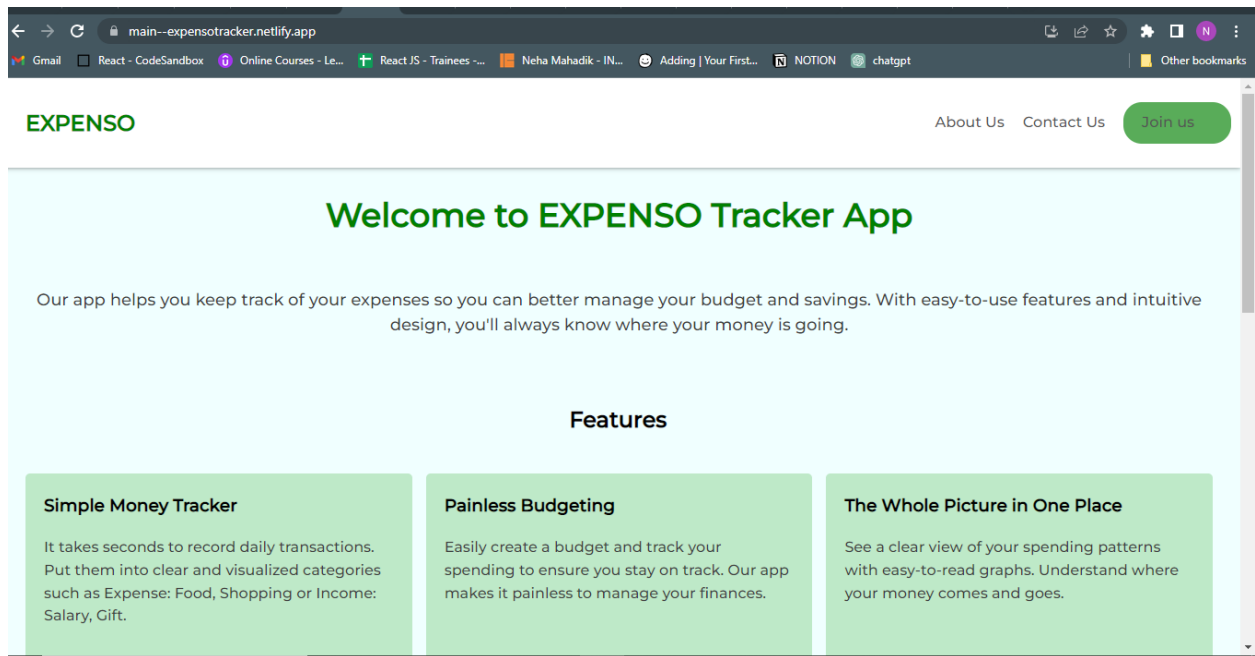 main--expensotracker.netlify.app
N
Gmail
React - CodeSandbox
Online Courses - Le...
React JS - Trainees -...
Neha Mahadik - IN...
Adding | Your First...
NOTION
chatgpt
Other bookmarks
EXPENSO
About Us
Contact Us
Join us
Welcome to EXPENSO Tracker App
Our app helps you keep track of your expenses so you can better manage your budget and savings. With easy-to-use features and intuitive
design, you'll always know where your money is going.
Features
Simple Money Tracker
It takes seconds to record daily transactions.
Put them into clear and visualized categories
such as Expense: Food, Shopping or Income:
Salary, Gift.
Painless Budgeting
Easily create a budget and track your
spending to ensure you stay on track. Our app
makes it painless to manage your finances.
The Whole Picture in One Place
See a clear view of your spending patterns
with easy-to-read graphs. Understand where
your money comes and goes.